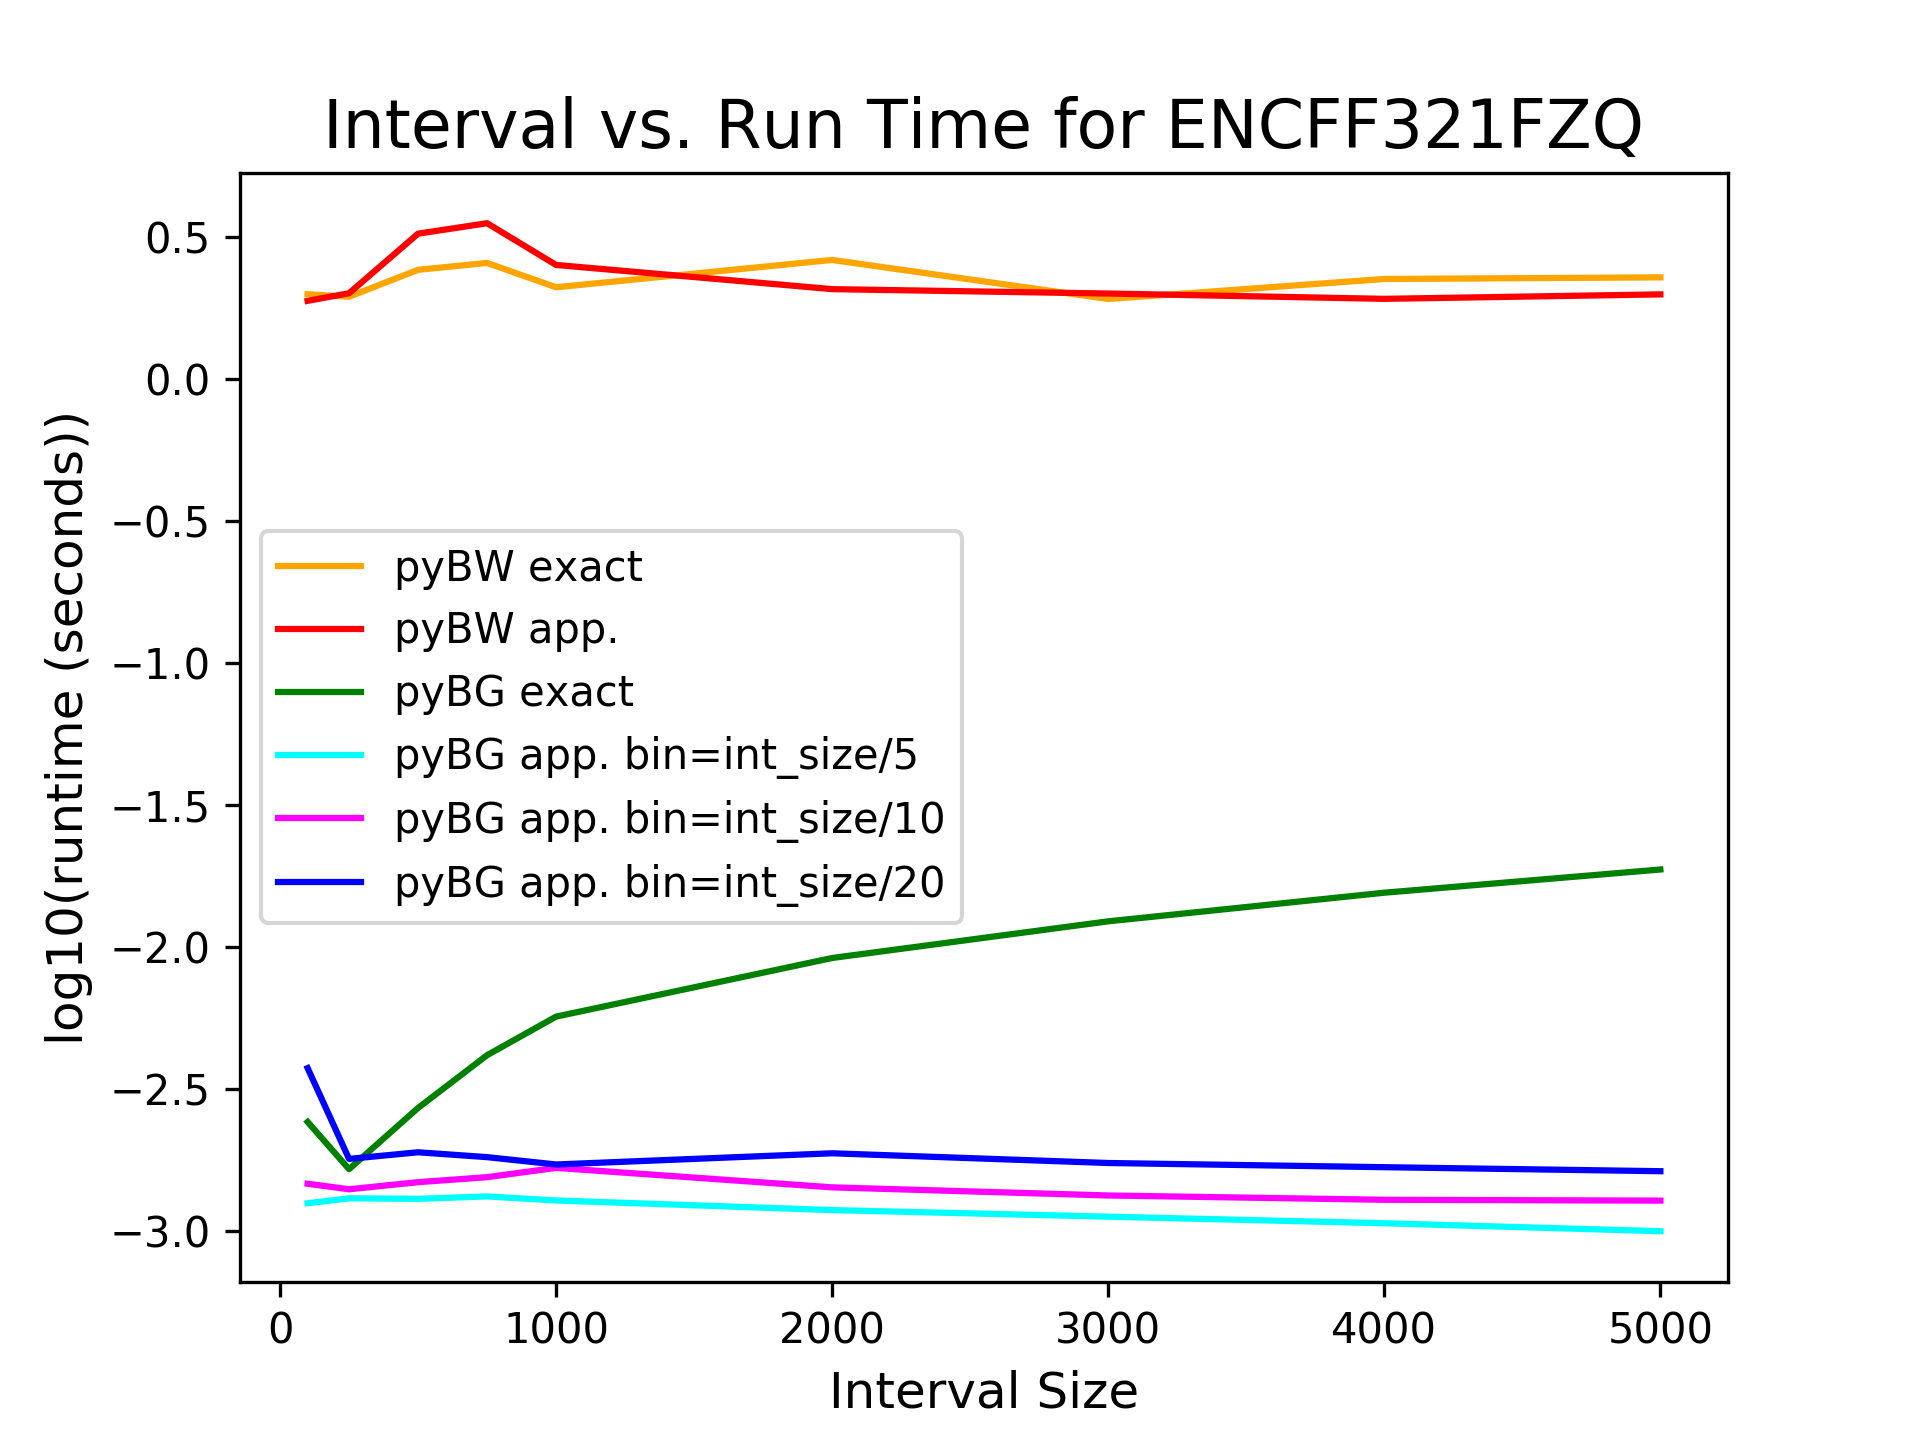 Interval vs. Run Time for ENCFF321FZQ
log10(runtime (seconds))
0.5
0.0
−0.5
−1.0
−1.5
−2.0
−2.5
−3.0
pyBW exact
pyBW app.
pyBG exact
pyBG app. bin=int_size/5
pyBG app. bin=int_size/10
pyBG app. bin=int_size/20
0 1000 2000 3000 4000 5000
Interval Size